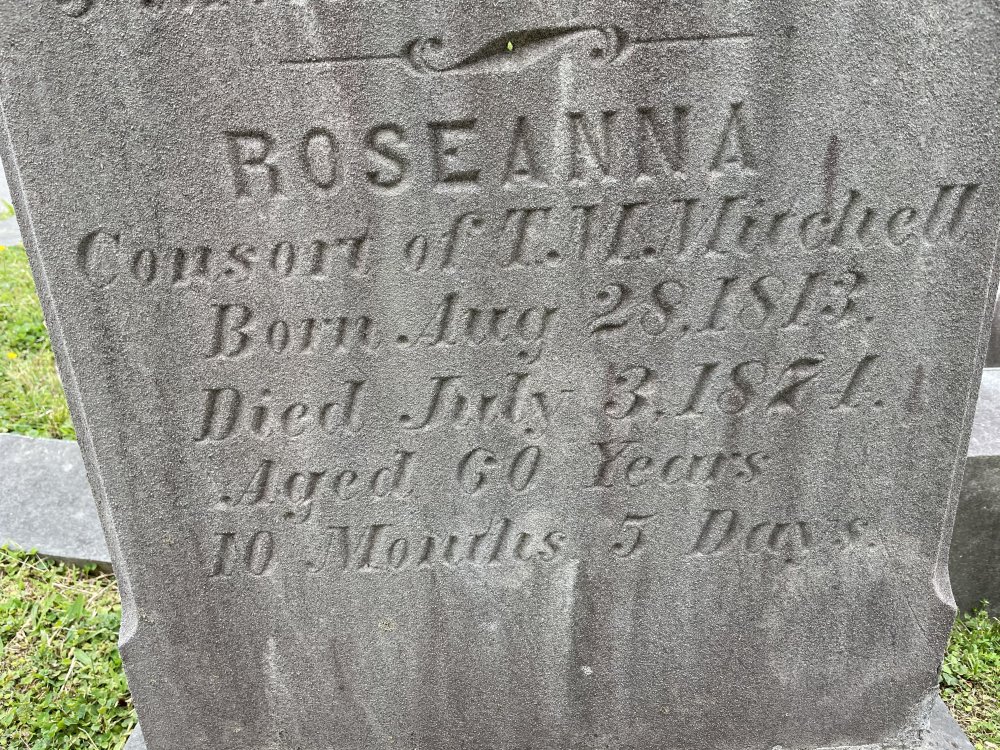 ROSEANNA
Consort of T.M. Mitchell
Born Aug 28, 1813.
Died July 3, 1874.
Aged 60 Years
10 Months 5 Days.